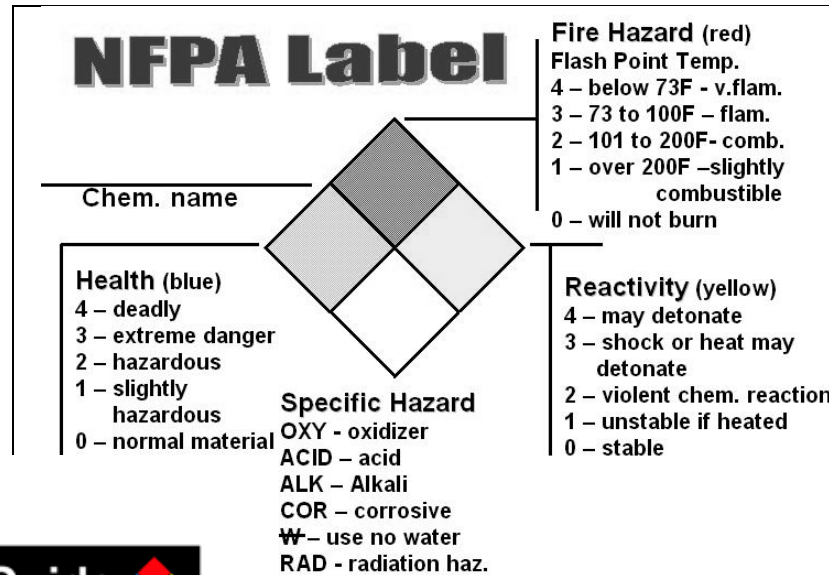 NFPA Label
Fire Hazard (red)
Flash Point Temp.
4 – below 73F - v.flam.
3 – 73 to 100F – flam.
2 – 101 to 200F- comb.
1 – over 200F –slightly
combustible
0 – will not burn
Chem. name
Health (blue)
4 – deadly
3 – extreme danger
2 – hazardous
1 – slightly
hazardous
0 – normal material
Reactivity (yellow)
4 – may detonate
3 – shock or heat may
detonate
2 – violent chem. reaction
1 – unstable if heated
0 – stable
Specific Hazard
OXY - oxidizer
ACID – acid
ALK – Alkali
COR – corrosive
W – use no water
RAD - radiation haz.